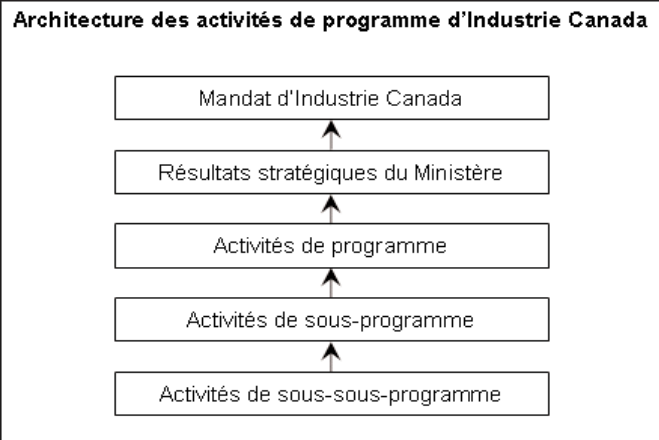 Architecture des activités de programme d'Industrie Canada
Mandat d'Industrie Canada
Résultats stratégiques du Ministère
Activités de programme
Activités de sous-programme
Activités de sous-sous-programme